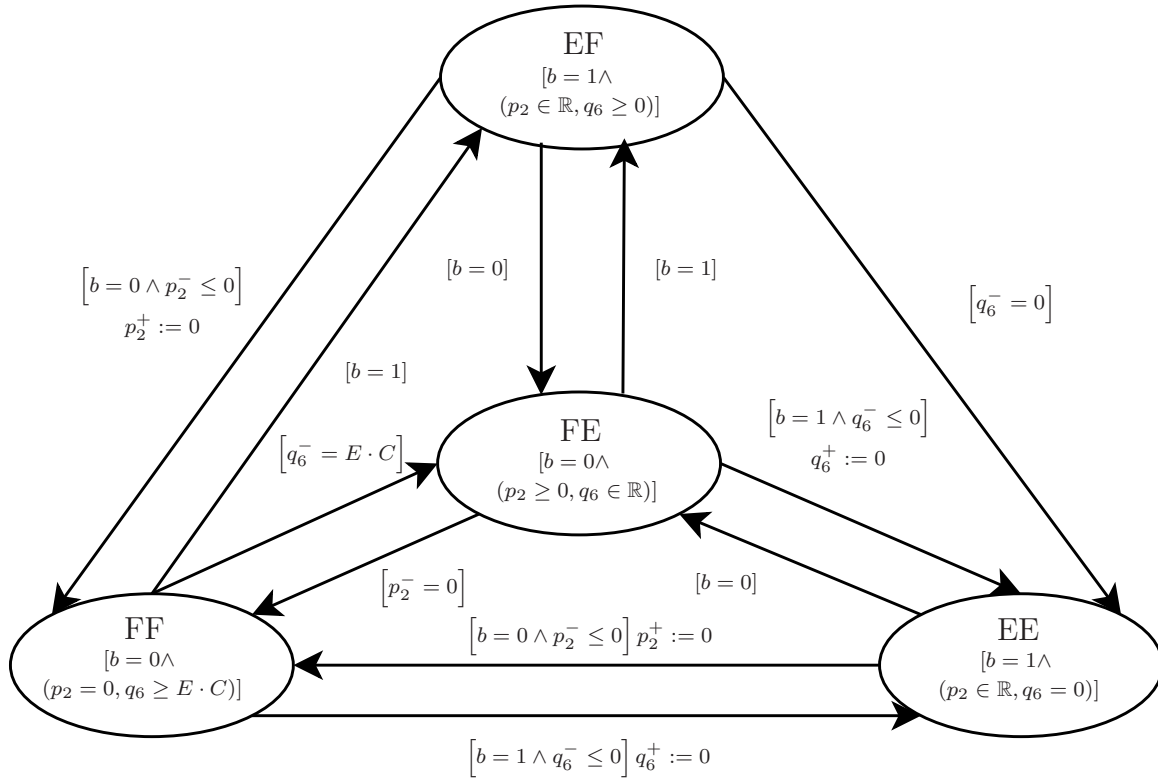 EF
[b = 1∧
(p₂ ∈ ℝ, q₆ ≥ 0)]
[b = 0]
[b = 1]
[b = 0 ∧ p₂⁻ ≤ 0]
p₂⁺ := 0
[q₆⁻ = 0]
[b = 1]
[b = 1 ∧ q₆⁻ ≤ 0]
q₆⁺ := 0
[q₆⁻ = E · C]
FE
[b = 0∧
(p₂ ≥ 0, q₆ ∈ ℝ)]
[p₂⁻ = 0]
[b = 0]
FF
[b = 0∧
(p₂ = 0, q₆ ≥ E · C)]
[b = 0 ∧ p₂⁻ ≤ 0] p₂⁺ := 0
EE
[b = 1∧
(p₂ ∈ ℝ, q₆ = 0)]
[b = 1 ∧ q₆⁻ ≤ 0] q₆⁺ := 0